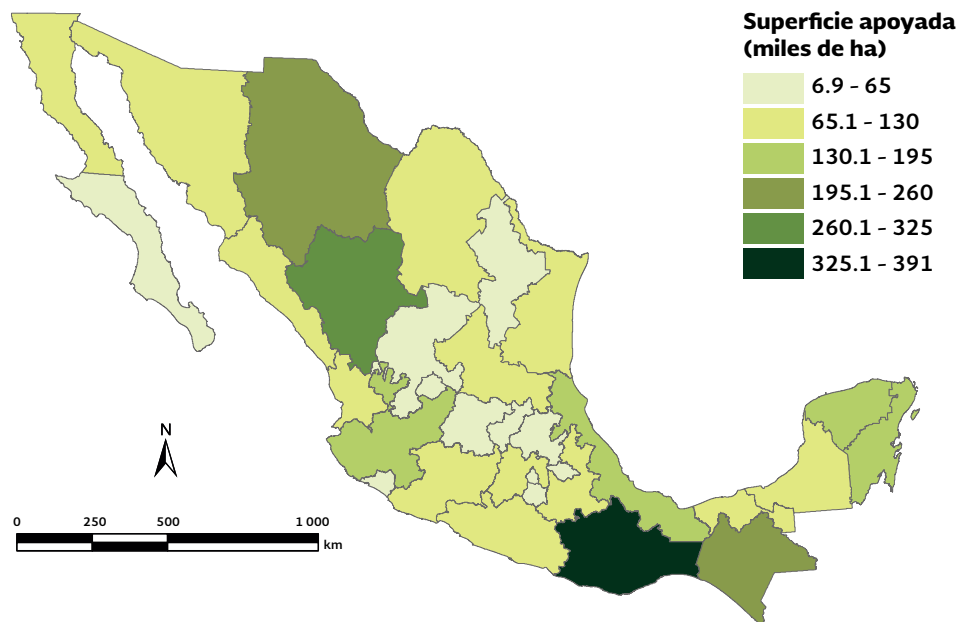 Superficie apoyada
(miles de ha)
6.9 – 65
65.1 – 130
130.1 – 195
195.1 – 260
260.1 – 325
325.1 – 391
N
0 250 500 1 000
km